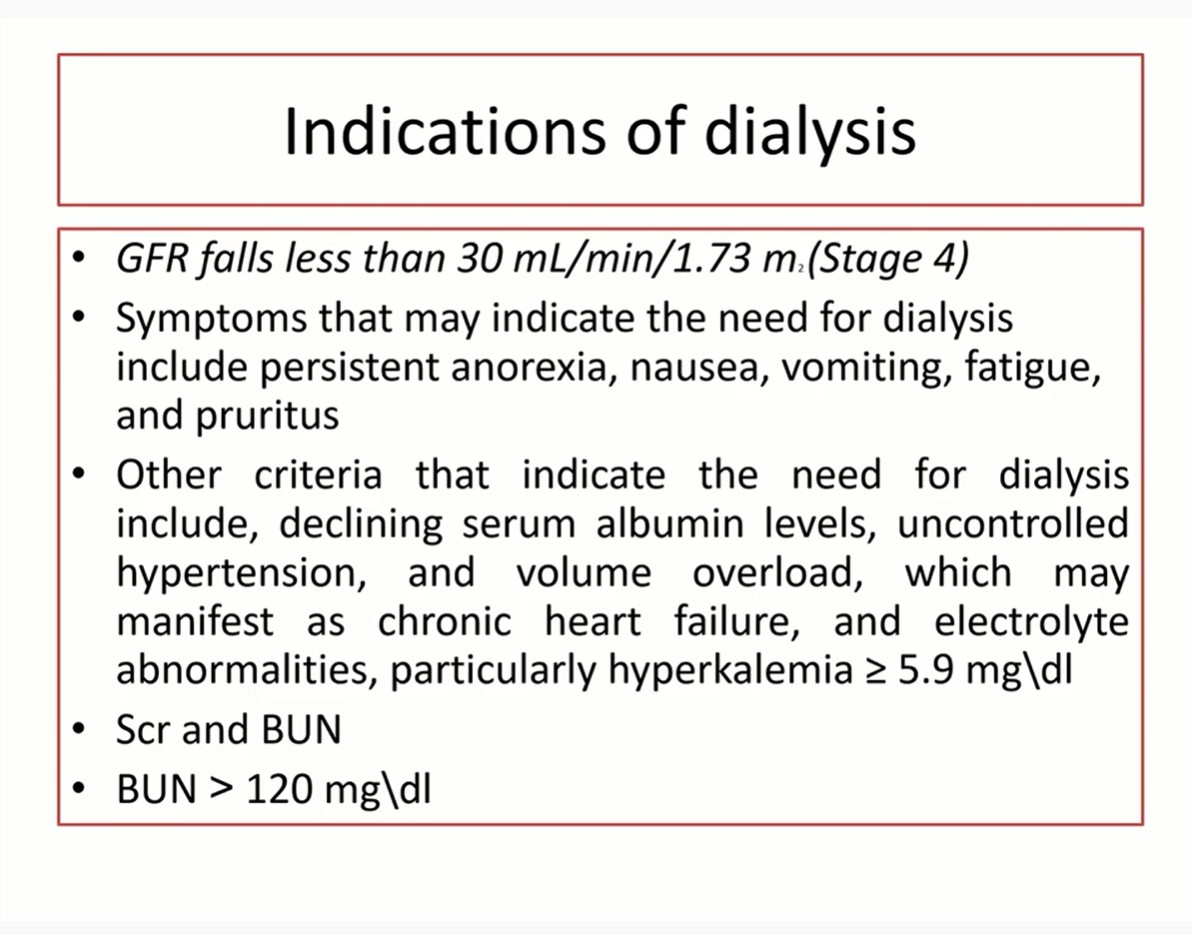 Indications of dialysis
• GFR falls less than 30 mL/min/1.73 m₂(Stage 4)
• Symptoms that may indicate the need for dialysis
include persistent anorexia, nausea, vomiting, fatigue,
and pruritus
• Other criteria that indicate the need for dialysis
include, declining serum albumin levels, uncontrolled
hypertension, and volume overload, which may
manifest as chronic heart failure, and electrolyte
abnormalities, particularly hyperkalemia ≥ 5.9 mg\dl
• Scr and BUN
• BUN > 120 mg\dl